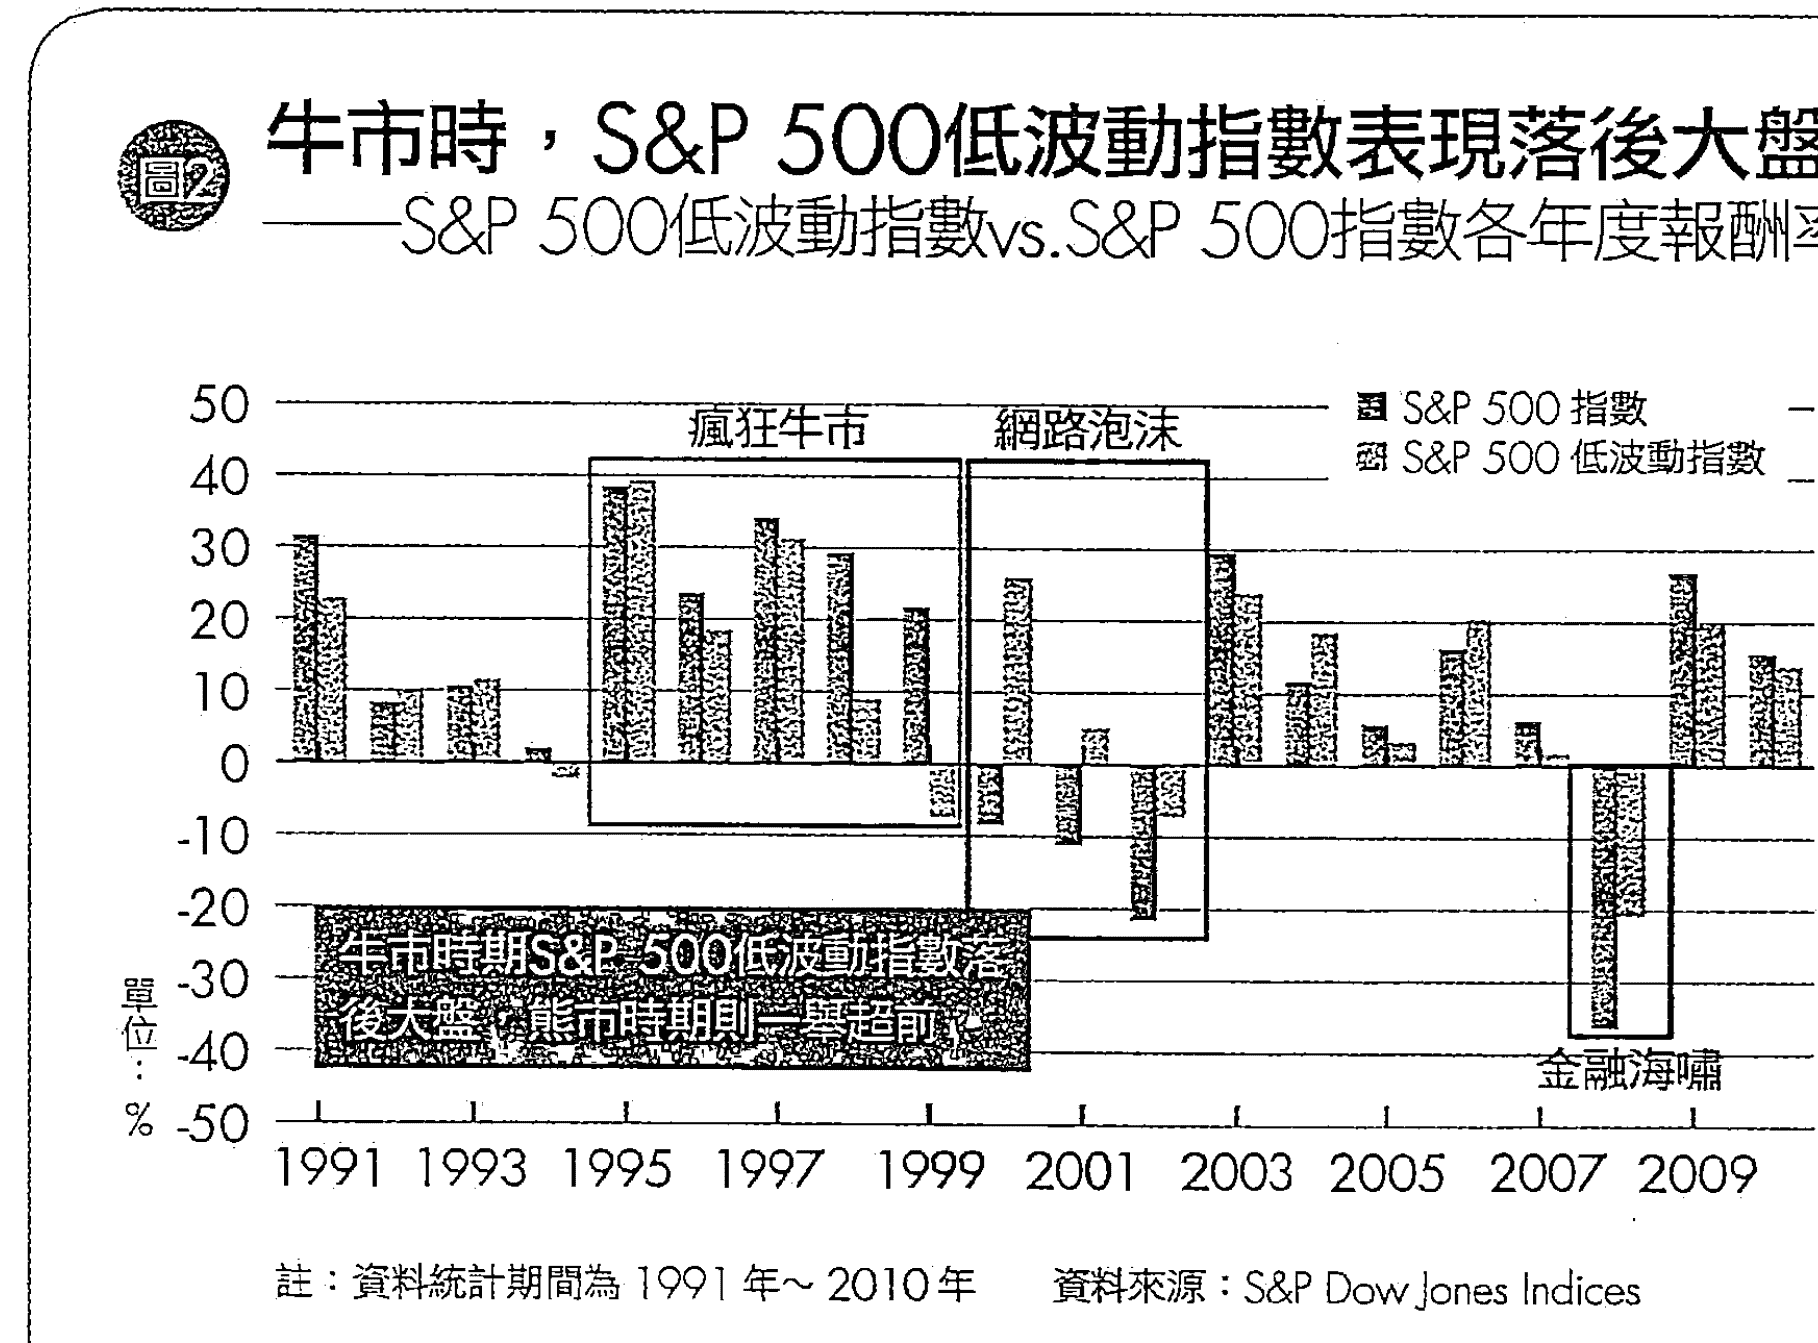 圖2
牛市時，S&P 500低波動指數表現落後大盤
——S&P 500低波動指數vs.S&P 500指數各年度報酬率
S&P 500 指數
S&P 500 低波動指數
瘋狂牛市
網路泡沫
50
40
30
20
10
0
-10
-20
-30
-40
-50
單位：%
牛市時期S&P 500低波動指數落
後大盤，熊市時期則一舉超前。
金融海嘯
1991 1993 1995 1997 1999 2001 2003 2005 2007 2009
註：資料統計期間為 1991 年～ 2010 年 資料來源：S&P Dow Jones Indices